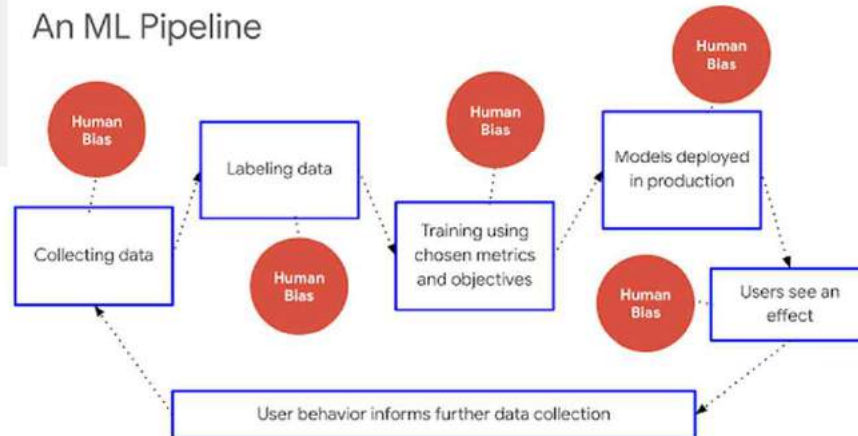 An ML Pipeline
Human
Bias
Collecting data
Labeling data
Human
Bias
Human
Bias
Training using
chosen metrics
and objectives
Human
Bias
Models deployed
in production
Human
Bias
Users see an
effect
User behavior informs further data collection